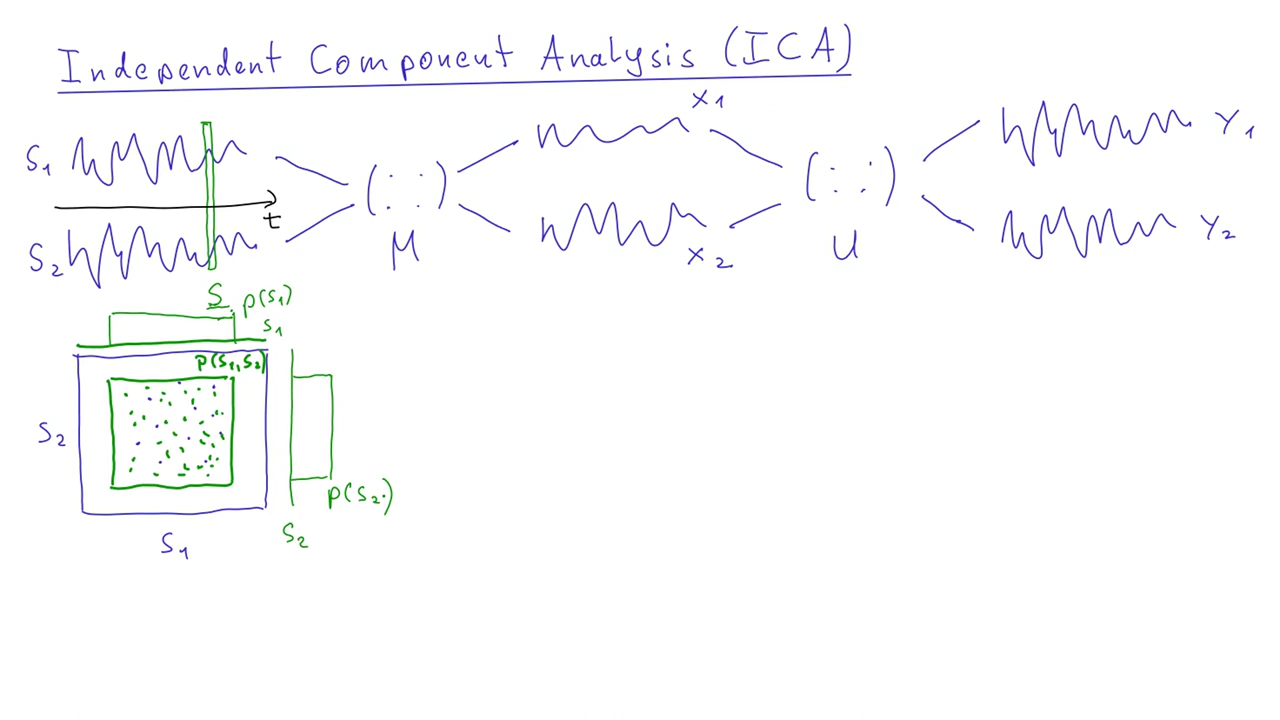 Independent Component Analysis (ICA)
S1
x1
Y1
t
(: :)
(: :)
S2
M
x2
U
Y2
S
p(s1)
s1
p(s1,s2)
S2
p(s2)
S1
S2